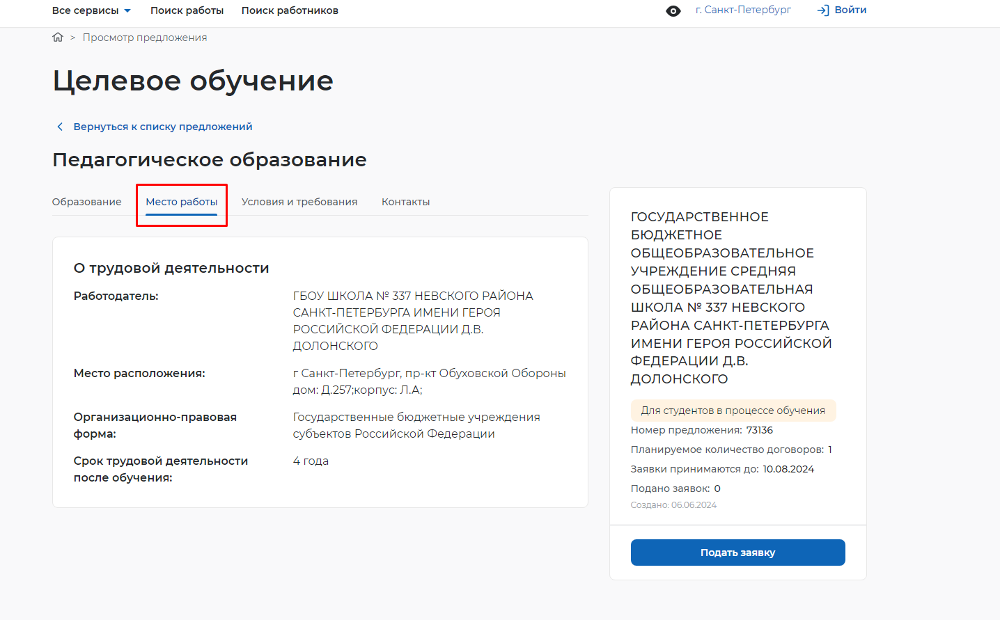 Все сервисы
Поиск работы
Поиск работников
г. Санкт-Петербург
Войти
> Просмотр предложения
Целевое обучение
Вернуться к списку предложений
Педагогическое образование
Образование
Место работы
Условия и требования
Контакты
О трудовой деятельности
Работодатель:
ГБОУ ШКОЛА № 337 НЕВСКОГО РАЙОНА
САНКТ-ПЕТЕРБУРГА ИМЕНИ ГЕРОЯ
РОССИЙСКОЙ ФЕДЕРАЦИИ Д.В.
ДОЛОНСКОГО
Место расположения:
г Санкт-Петербург, пр-кт Обуховской Обороны
дом: Д.257;корпус: Л.А;
Организационно-правовая
форма:
Государственные бюджетные учреждения
субъектов Российской Федерации
Срок трудовой деятельности
после обучения:
4 года
ГОСУДАРСТВЕННОЕ
БЮДЖЕТНОЕ
ОБЩЕОБРАЗОВАТЕЛЬНОЕ
УЧРЕЖДЕНИЕ СРЕДНЯЯ
ОБЩЕОБРАЗОВАТЕЛЬНАЯ
ШКОЛА № 337 НЕВСКОГО
РАЙОНА САНКТ-ПЕТЕРБУРГА
ИМЕНИ ГЕРОЯ РОССИЙСКОЙ
ФЕДЕРАЦИИ Д.В.
ДОЛОНСКОГО
Для студентов в процессе обучения
Номер предложения: 73136
Планируемое количество договоров: 1
Заявки принимаются до: 10.08.2024
Подано заявок: 0
Создано: 06.06.2024
Подать заявку